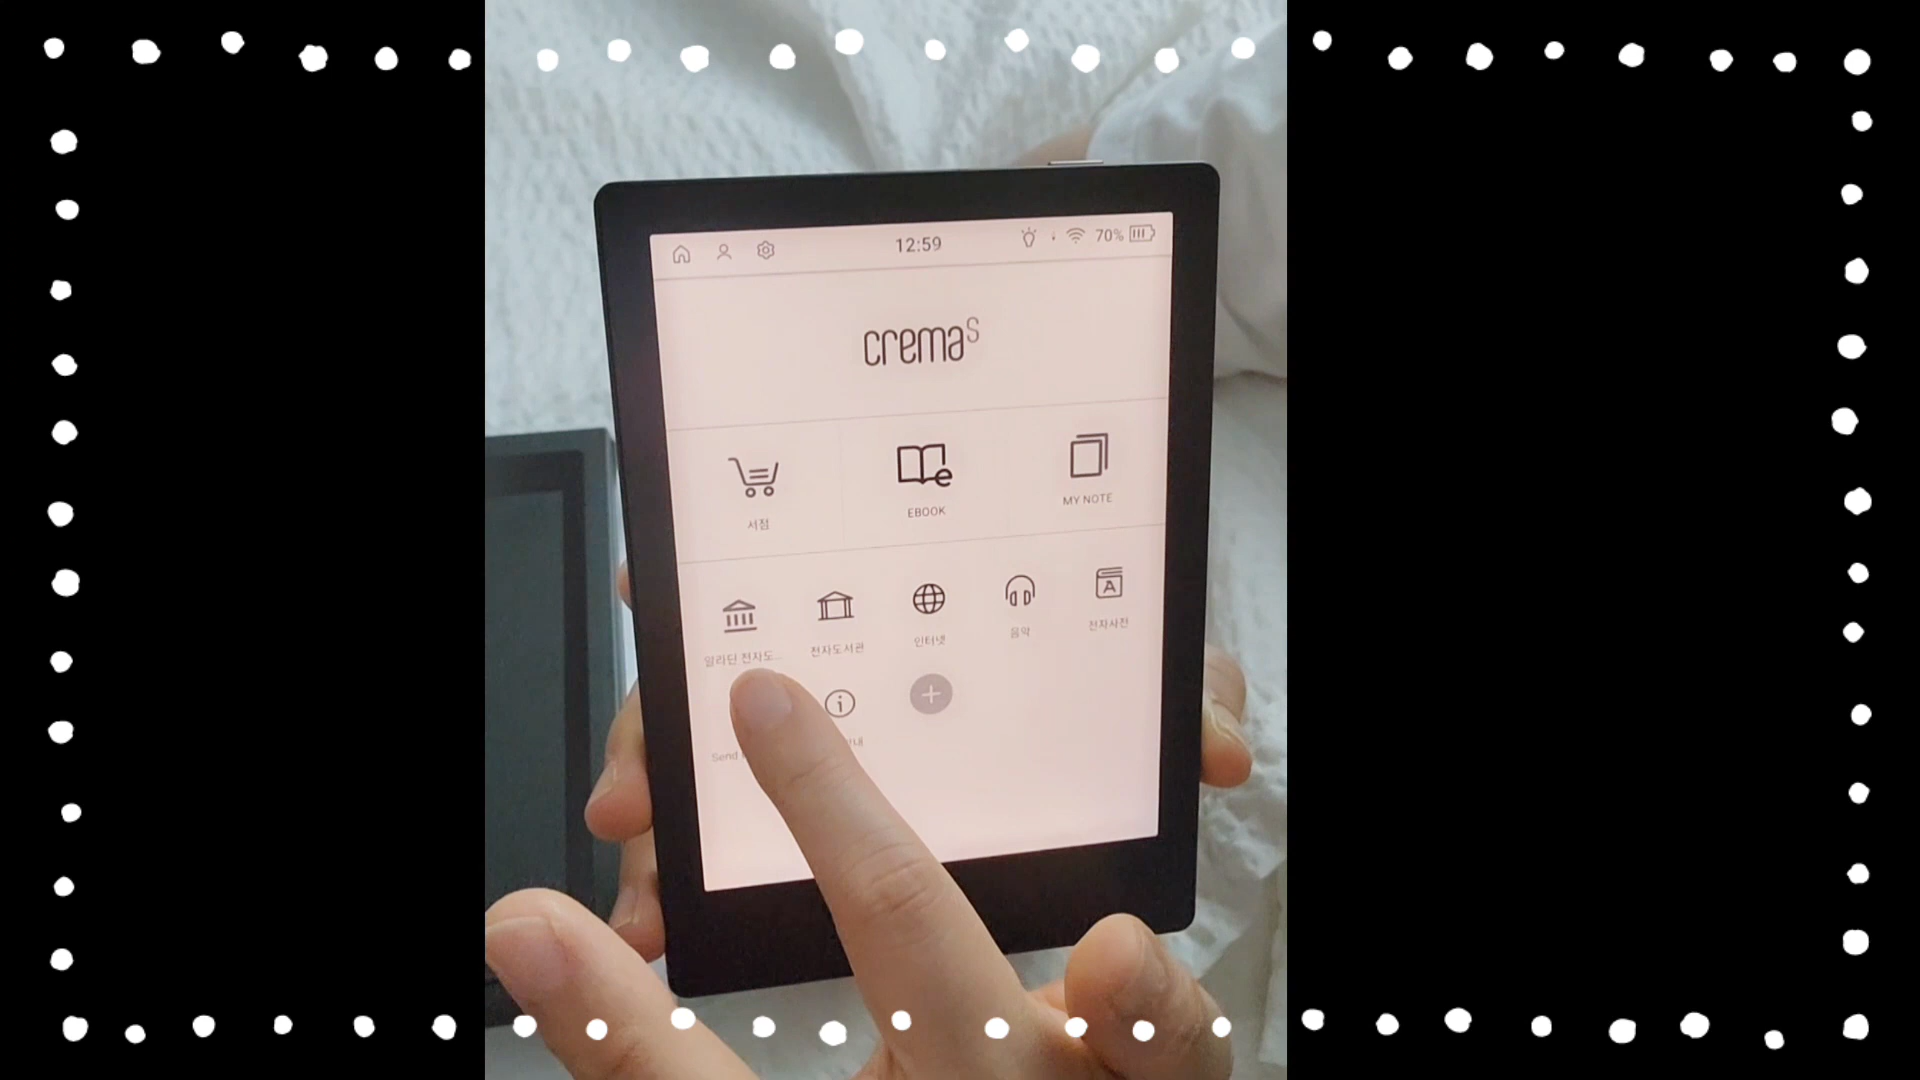 12:59
70%
crema S
서점
EBOOK
MY NOTE
알라딘 전자도...
전자도서관
인터넷
음악
전자사전
Send